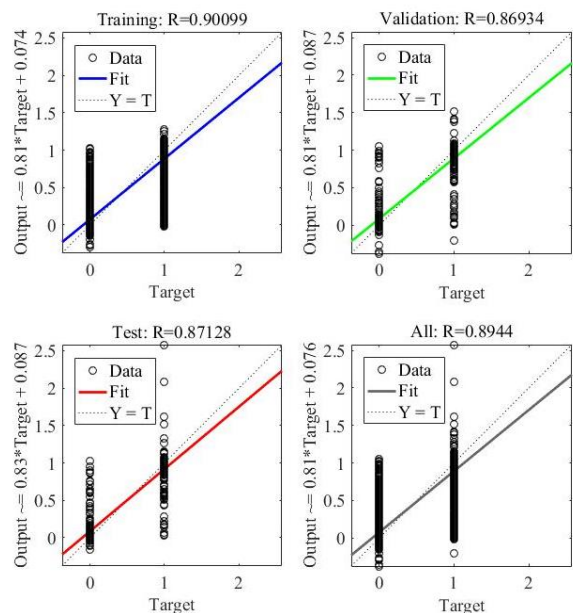 Training: R=0.90099
Output ~= 0.81*Target + 0.074
2.5
2
1.5
1
0.5
0
Data
Fit
Y = T
0 1 2
Target
Validation: R=0.86934
Output ~= 0.81*Target + 0.087
2.5
2
1.5
1
0.5
0
Data
Fit
Y = T
0 1 2
Target
Test: R=0.87128
Output ~= 0.83*Target + 0.087
2.5
2
1.5
1
0.5
0
Data
Fit
Y = T
0 1 2
Target
All: R=0.8944
Output ~= 0.81*Target + 0.076
2.5
2
1.5
1
0.5
0
Data
Fit
Y = T
0 1 2
Target